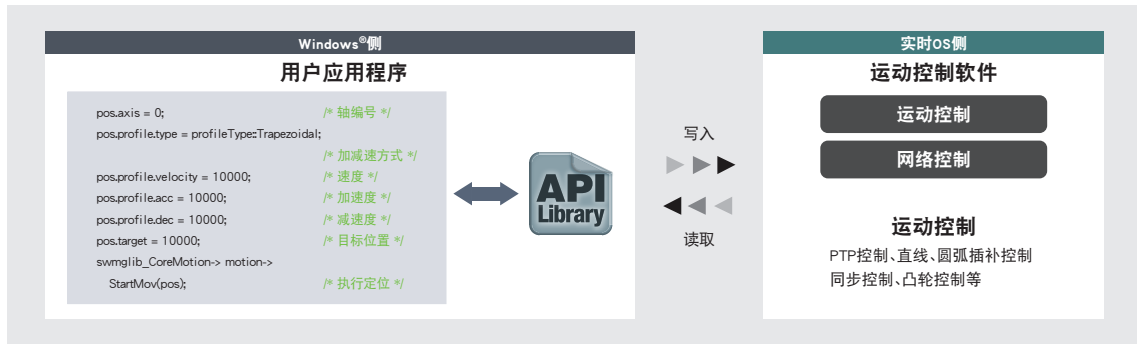 Windows®侧
用户应用程序
pos.axis = 0; /* 轴编号 */
pos.profile.type = profileType::Trapezoidal;
/* 加减速方式 */
pos.profile.velocity = 10000; /* 速度 */
pos.profile.acc = 10000; /* 加速度 */
pos.profile.dec = 10000; /* 减速度 */
pos.target = 10000; /* 目标位置 */
swmglib_CoreMotion-> motion->
StartMov(pos); /* 执行定位 */
API
Library
写入
读取
实时OS侧
运动控制软件
运动控制
网络控制
运动控制
PTP控制、直线、圆弧插补控制
同步控制、凸轮控制等